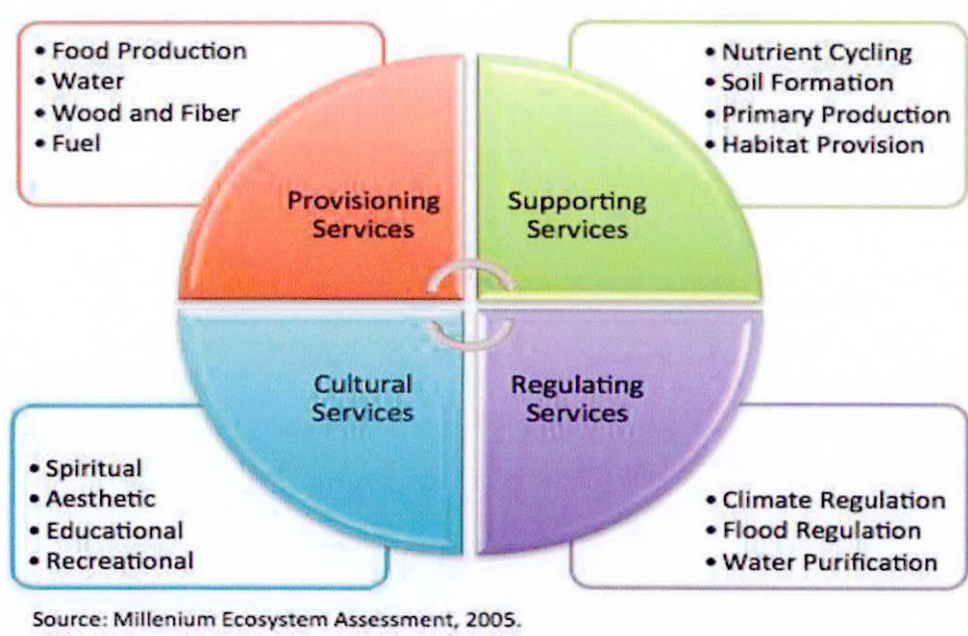 • Food Production
• Water
• Wood and Fiber
• Fuel
• Nutrient Cycling
• Soil Formation
• Primary Production
• Habitat Provision
Provisioning
Services
Supporting
Services
Cultural
Services
Regulating
Services
• Spiritual
• Aesthetic
• Educational
• Recreational
• Climate Regulation
• Flood Regulation
• Water Purification
Source: Millenium Ecosystem Assessment, 2005.